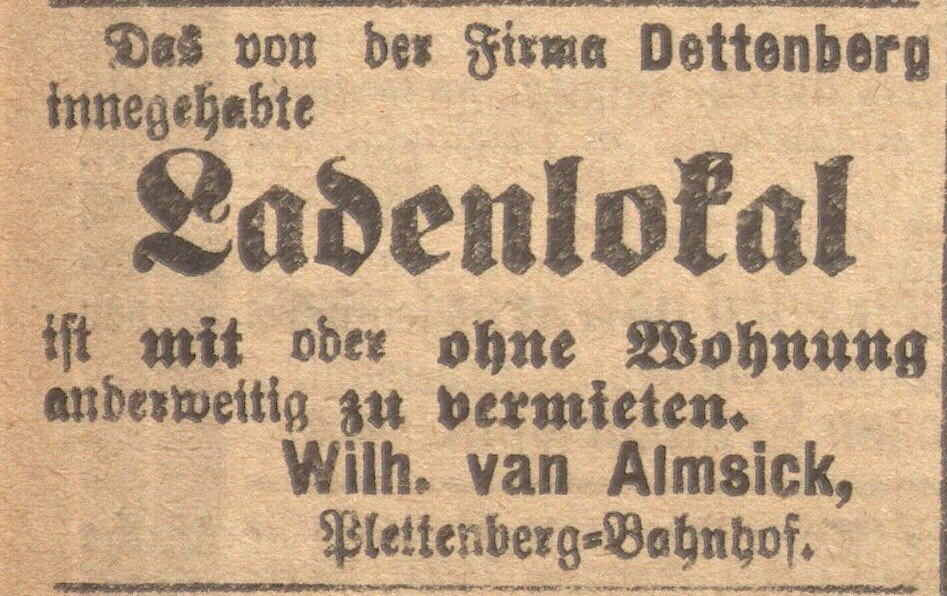 Das von der Firma Dettenberg
innegehabte
Ladenlokal
ist mit oder ohne Wohnung
anderweitig zu vermieten.
Wilh. van Almsick,
Plettenberg-Bahnhof.